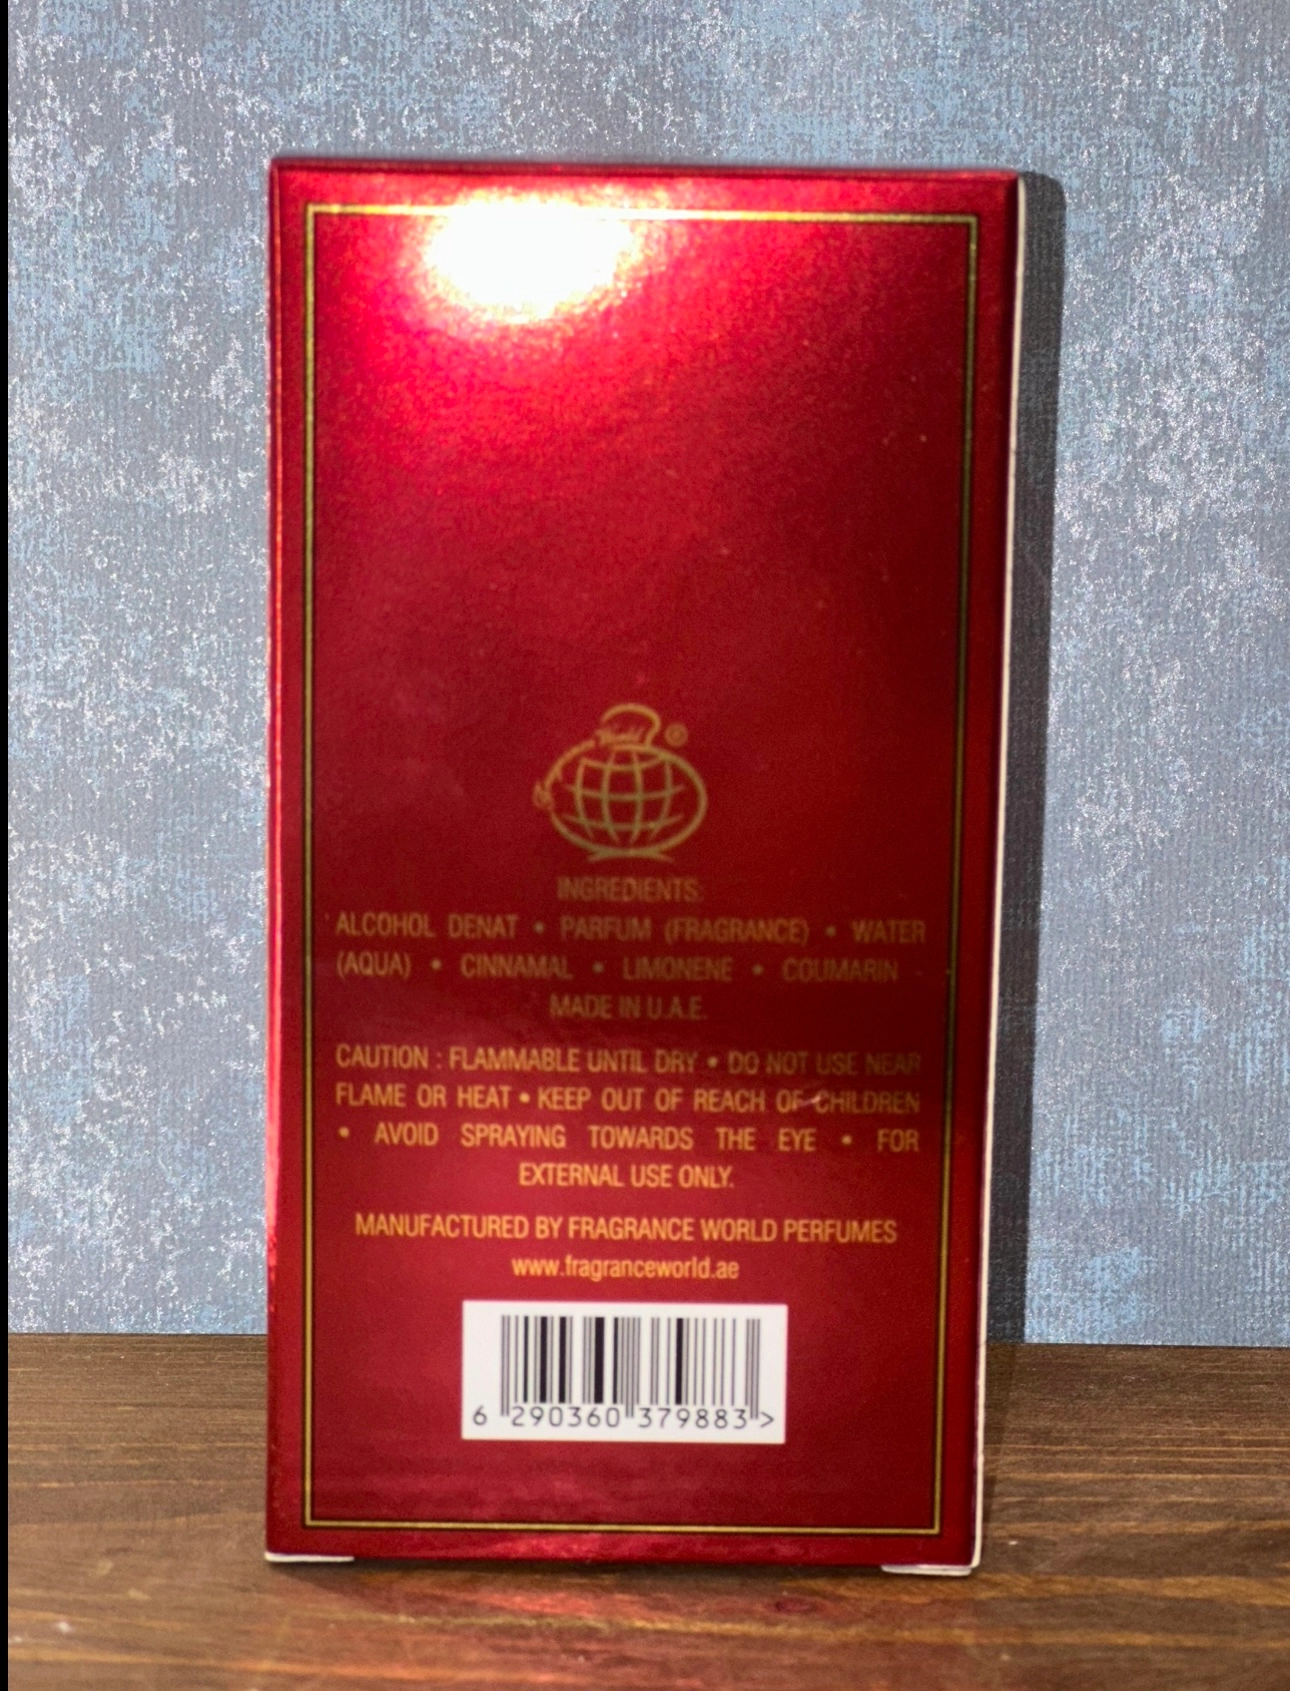 World
®
INGREDIENTS:
ALCOHOL DENAT • PARFUM (FRAGRANCE) • WATER
(AQUA) • CINNAMAL • LIMONENE • COUMARIN -
MADE IN U.A.E.
CAUTION : FLAMMABLE UNTIL DRY • DO NOT USE NEAR
FLAME OR HEAT • KEEP OUT OF REACH OF CHILDREN
• AVOID SPRAYING TOWARDS THE EYE • FOR
EXTERNAL USE ONLY.
MANUFACTURED BY FRAGRANCE WORLD PERFUMES
www.fragranceworld.ae
6 290360 379883 >